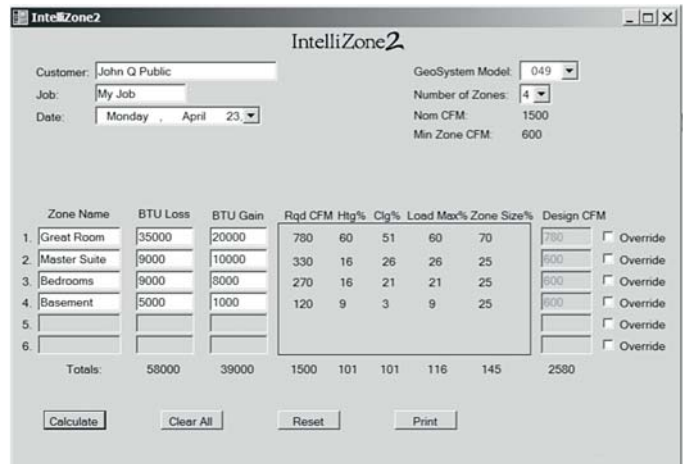 IntelliZone2
IntelliZone2
Customer: John Q Public GeoSystem Model: 049
Job: My Job Number of Zones: 4
Date: Monday , April 23, Nom CFM: 1500
Min Zone CFM: 600
Zone Name BTU Loss BTU Gain Rqd CFM Htg% Clg% Load Max% Zone Size% Design CFM
1. Great Room 35000 20000 780 60 51 60 70 780 Override
2. Master Suite 9000 10000 330 16 26 26 25 600 Override
3. Bedrooms 9000 8000 270 16 21 21 25 600 Override
4. Basement 5000 1000 120 9 3 9 25 600 Override
5. Override
6. Override
Totals: 58000 39000 1500 101 101 116 145 2580
Calculate Clear All Reset Print